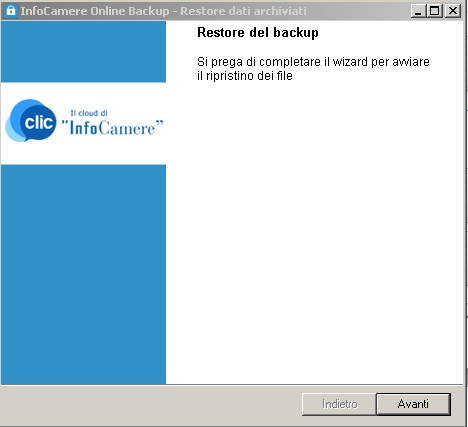 InfoCamere Online Backup - Restore dati archiviati
Restore del backup
Si prega di completare il wizard per avviare
il ripristino dei file
clic
Il cloud di
"InfoCamere"
Indietro
Avanti